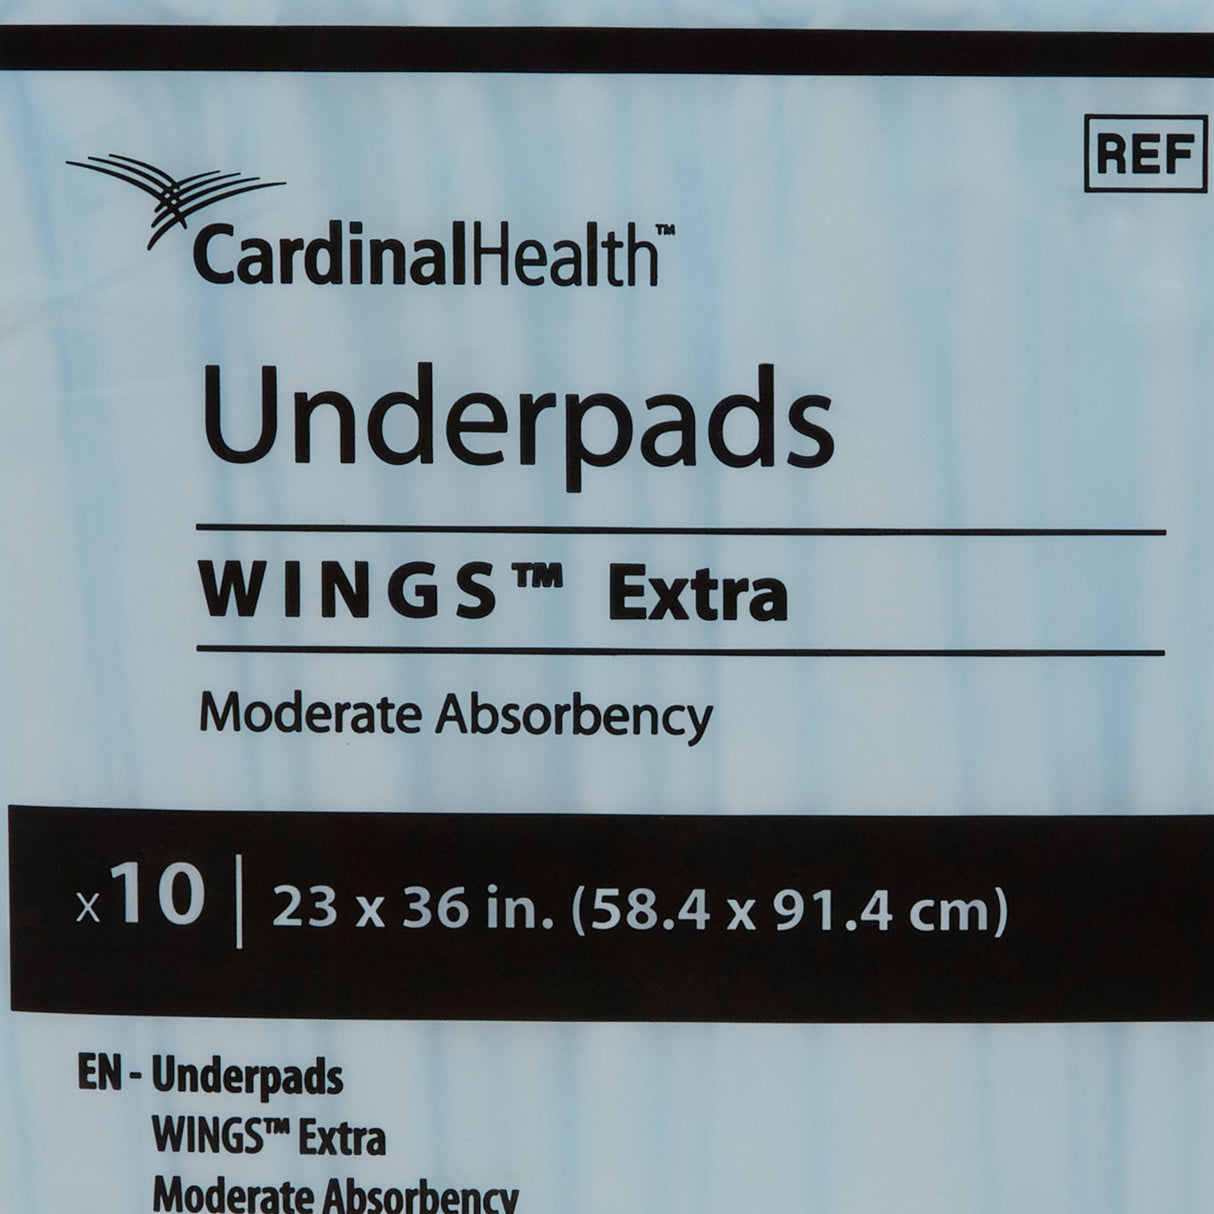 REF
CardinalHealth™
Underpads
WINGS™ Extra
Moderate Absorbency
x10 | 23 x 36 in. (58.4 x 91.4 cm)
EN - Underpads
WINGS™ Extra
Moderate Absorbency